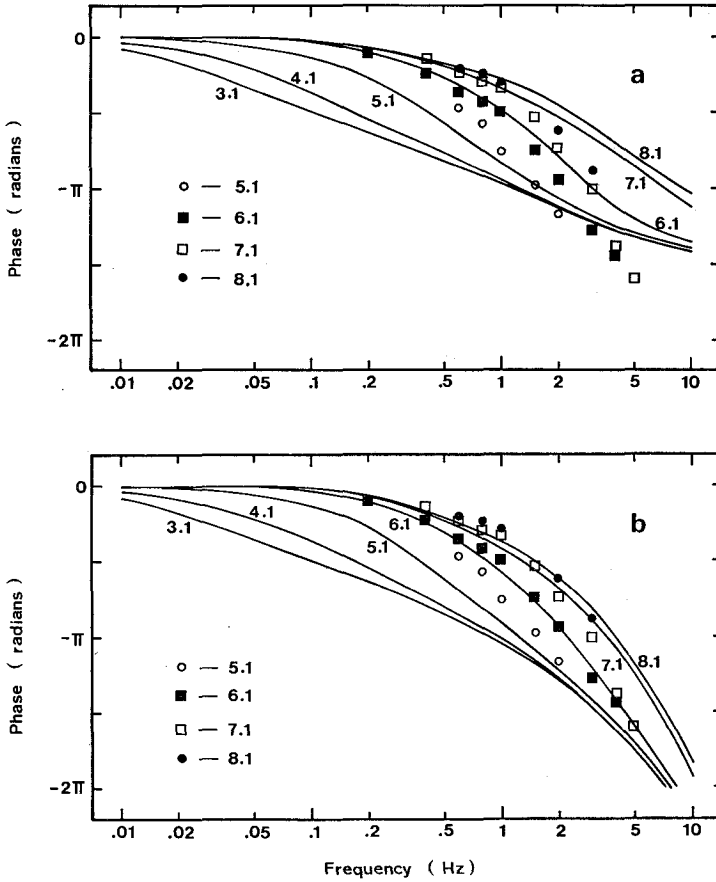 a
0
-π
-2π
Phase ( radians)
3.1
4.1
5.1
8.1
7.1
6.1
○ — 5.1
■ — 6.1
□ — 7.1
● — 8.1
.01 .02 .05 .1 .2 .5 1 2 5 10
b
0
-π
-2π
Phase ( radians)
3.1
4.1
5.1
6.1
7.1
8.1
○ — 5.1
■ — 6.1
□ — 7.1
● — 8.1
.01 .02 .05 .1 .2 .5 1 2 5 10
Frequency ( Hz)